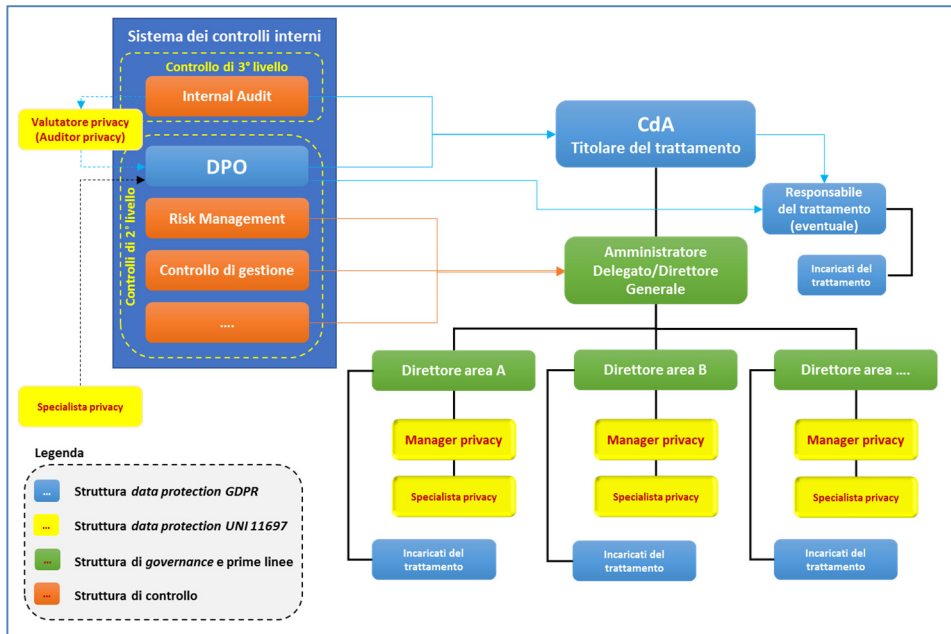 Sistema dei controlli interni
Controllo di 3° livello
Internal Audit
Valutatore privacy
(Auditor privacy)
DPO
Controlli di 2° livello
Risk Management
Controllo di gestione
....
Specialista privacy
CdA
Titolare del trattamento
Responsabile
del trattamento
(eventuale)
Incaricati del
trattamento
Amministratore
Delegato/Direttore
Generale
Direttore area A
Direttore area B
Direttore area ....
Manager privacy
Manager privacy
Manager privacy
Specialista privacy
Specialista privacy
Specialista privacy
Incaricati del
trattamento
Incaricati del
trattamento
Incaricati del
trattamento
Legenda
...
Struttura data protection GDPR
...
Struttura data protection UNI 11697
...
Struttura di governance e prime linee
...
Struttura di controllo